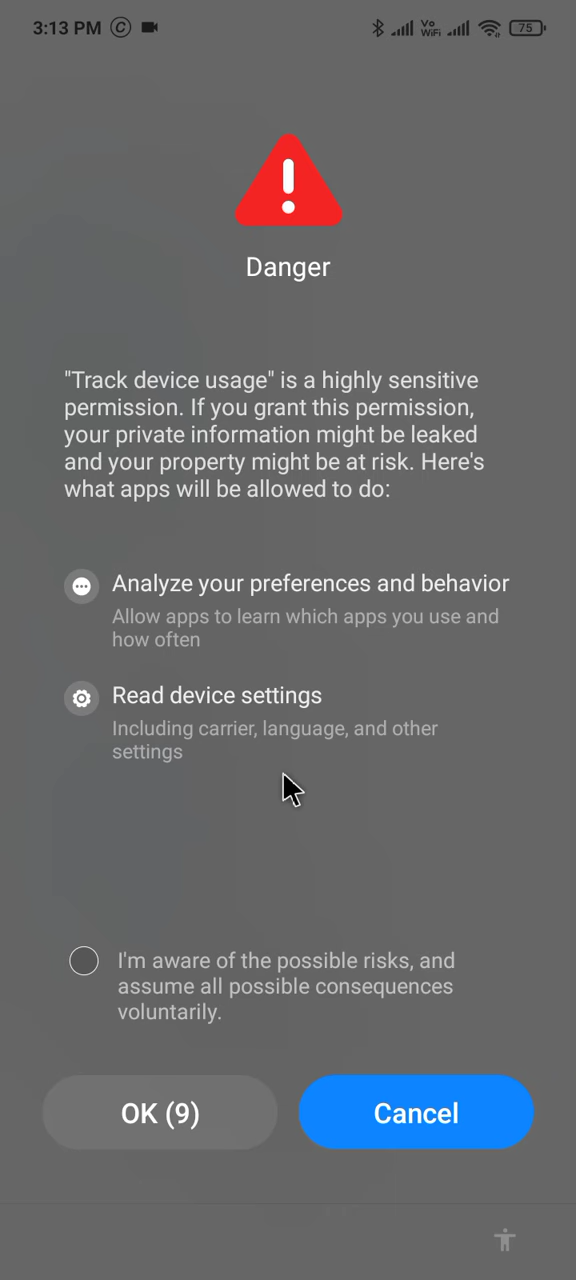 3:13 PM
Vo
WiFi
75
Danger
"Track device usage" is a highly sensitive
permission. If you grant this permission,
your private information might be leaked
and your property might be at risk. Here's
what apps will be allowed to do:
Analyze your preferences and behavior
Allow apps to learn which apps you use and
how often
Read device settings
Including carrier, language, and other
settings
I'm aware of the possible risks, and
assume all possible consequences
voluntarily.
OK (9)
Cancel